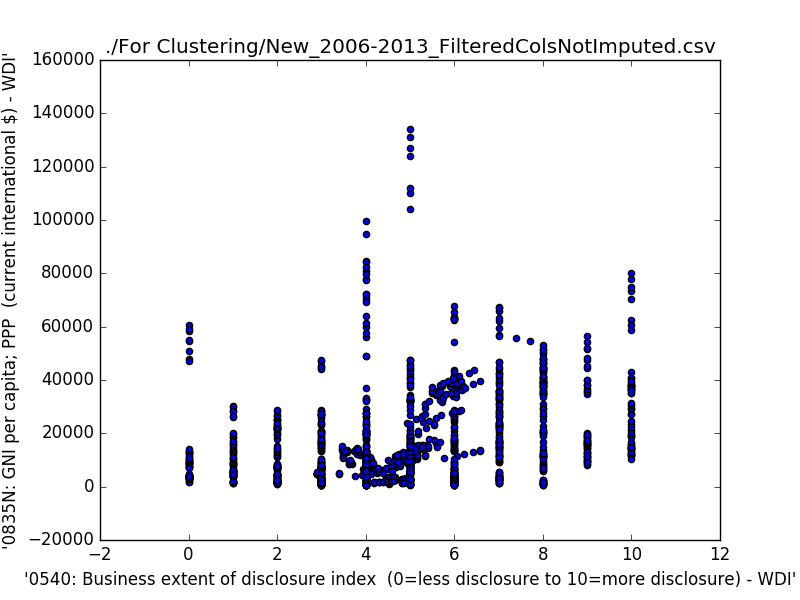 ./For Clustering/New_2006-2013_FilteredColsNotImputed.csv
160000
140000
120000
100000
80000
60000
40000
20000
0
−20000
'0835N: GNI per capita; PPP  (current international $) - WDI'
−2 0 2 4 6 8 10 12
'0540: Business extent of disclosure index  (0=less disclosure to 10=more disclosure) - WDI'